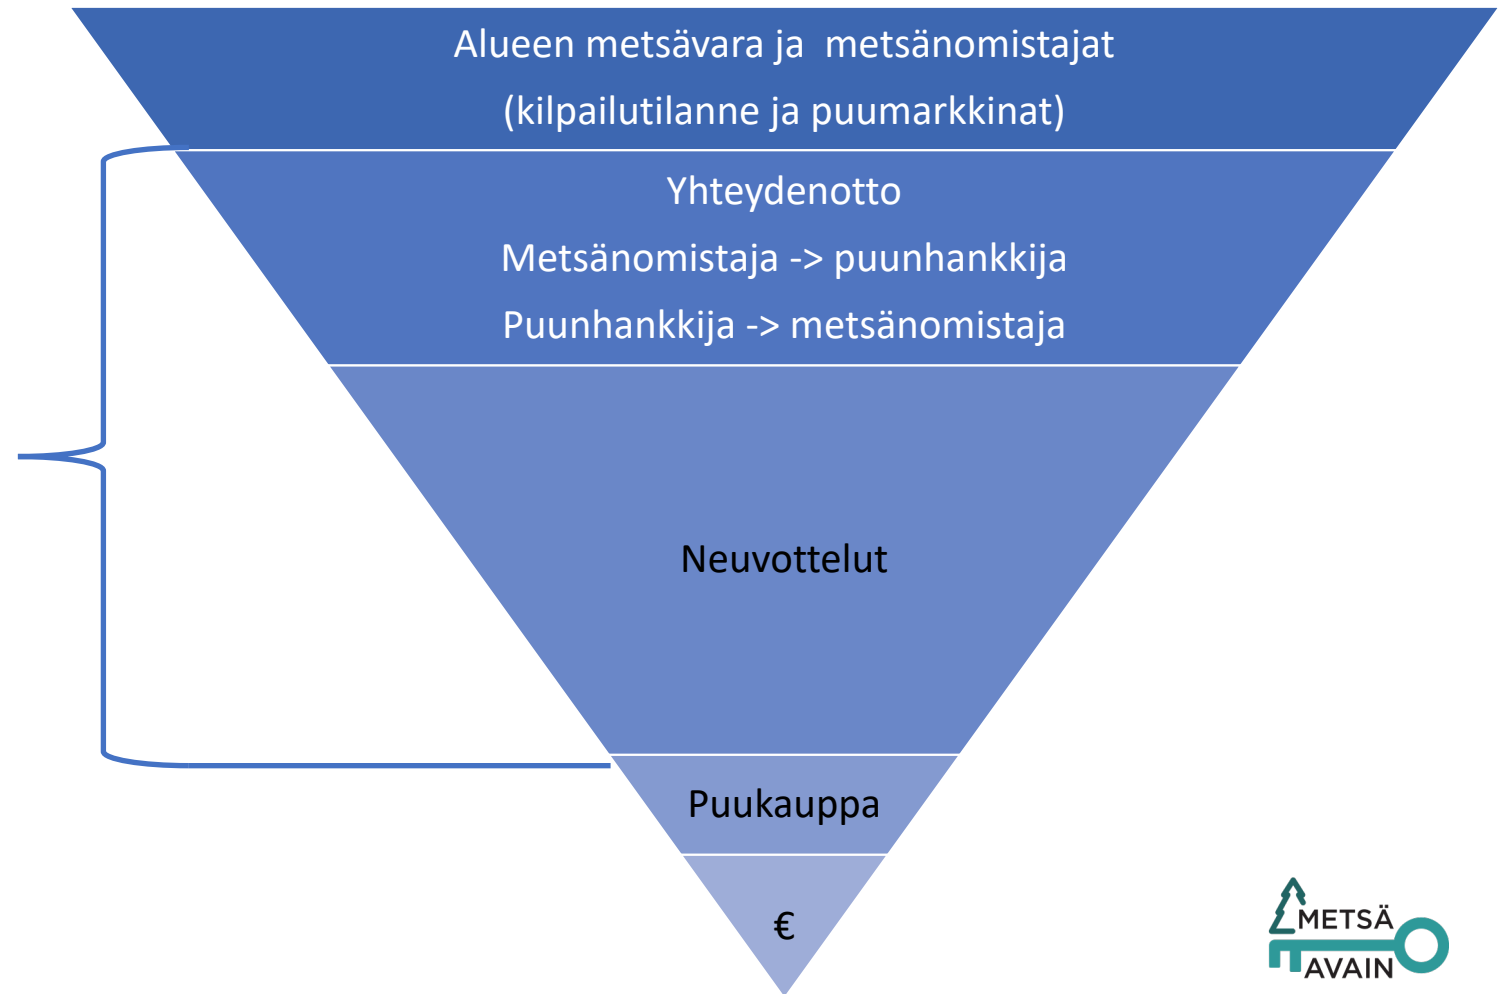 Alueen metsävara ja  metsänomistajat
(kilpailutilanne ja puumarkkinat)
Yhteydenotto
Metsänomistaja -> puunhankkija
Puunhankkija -> metsänomistaja
Neuvottelut
Puukauppa
€
METSÄ
AVAIN